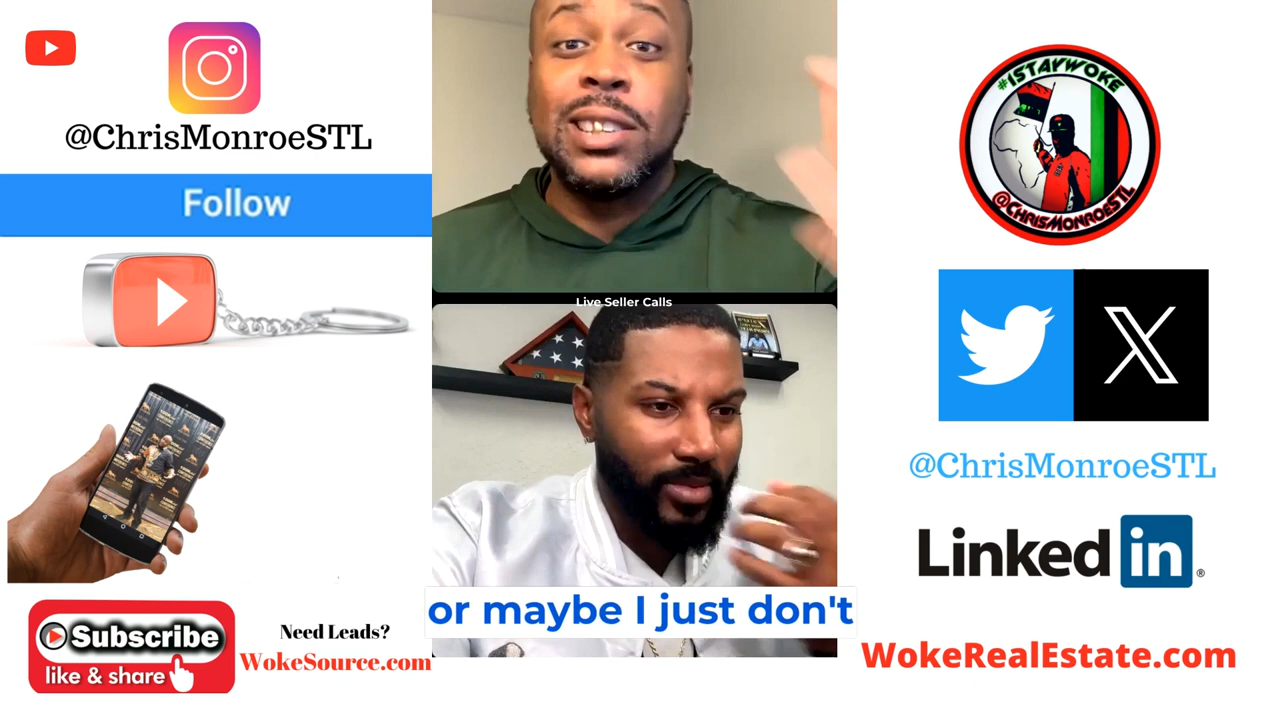 @ChrisMonroeSTL
Follow
Subscribe
like & share
Need Leads?
WokeSource.com
Live Seller Calls
or maybe I just don't
#ISTAYWOKE
@CHRISMONROESTL
@ChrisMonroeSTL
Linked in®
WokeRealEstate.com